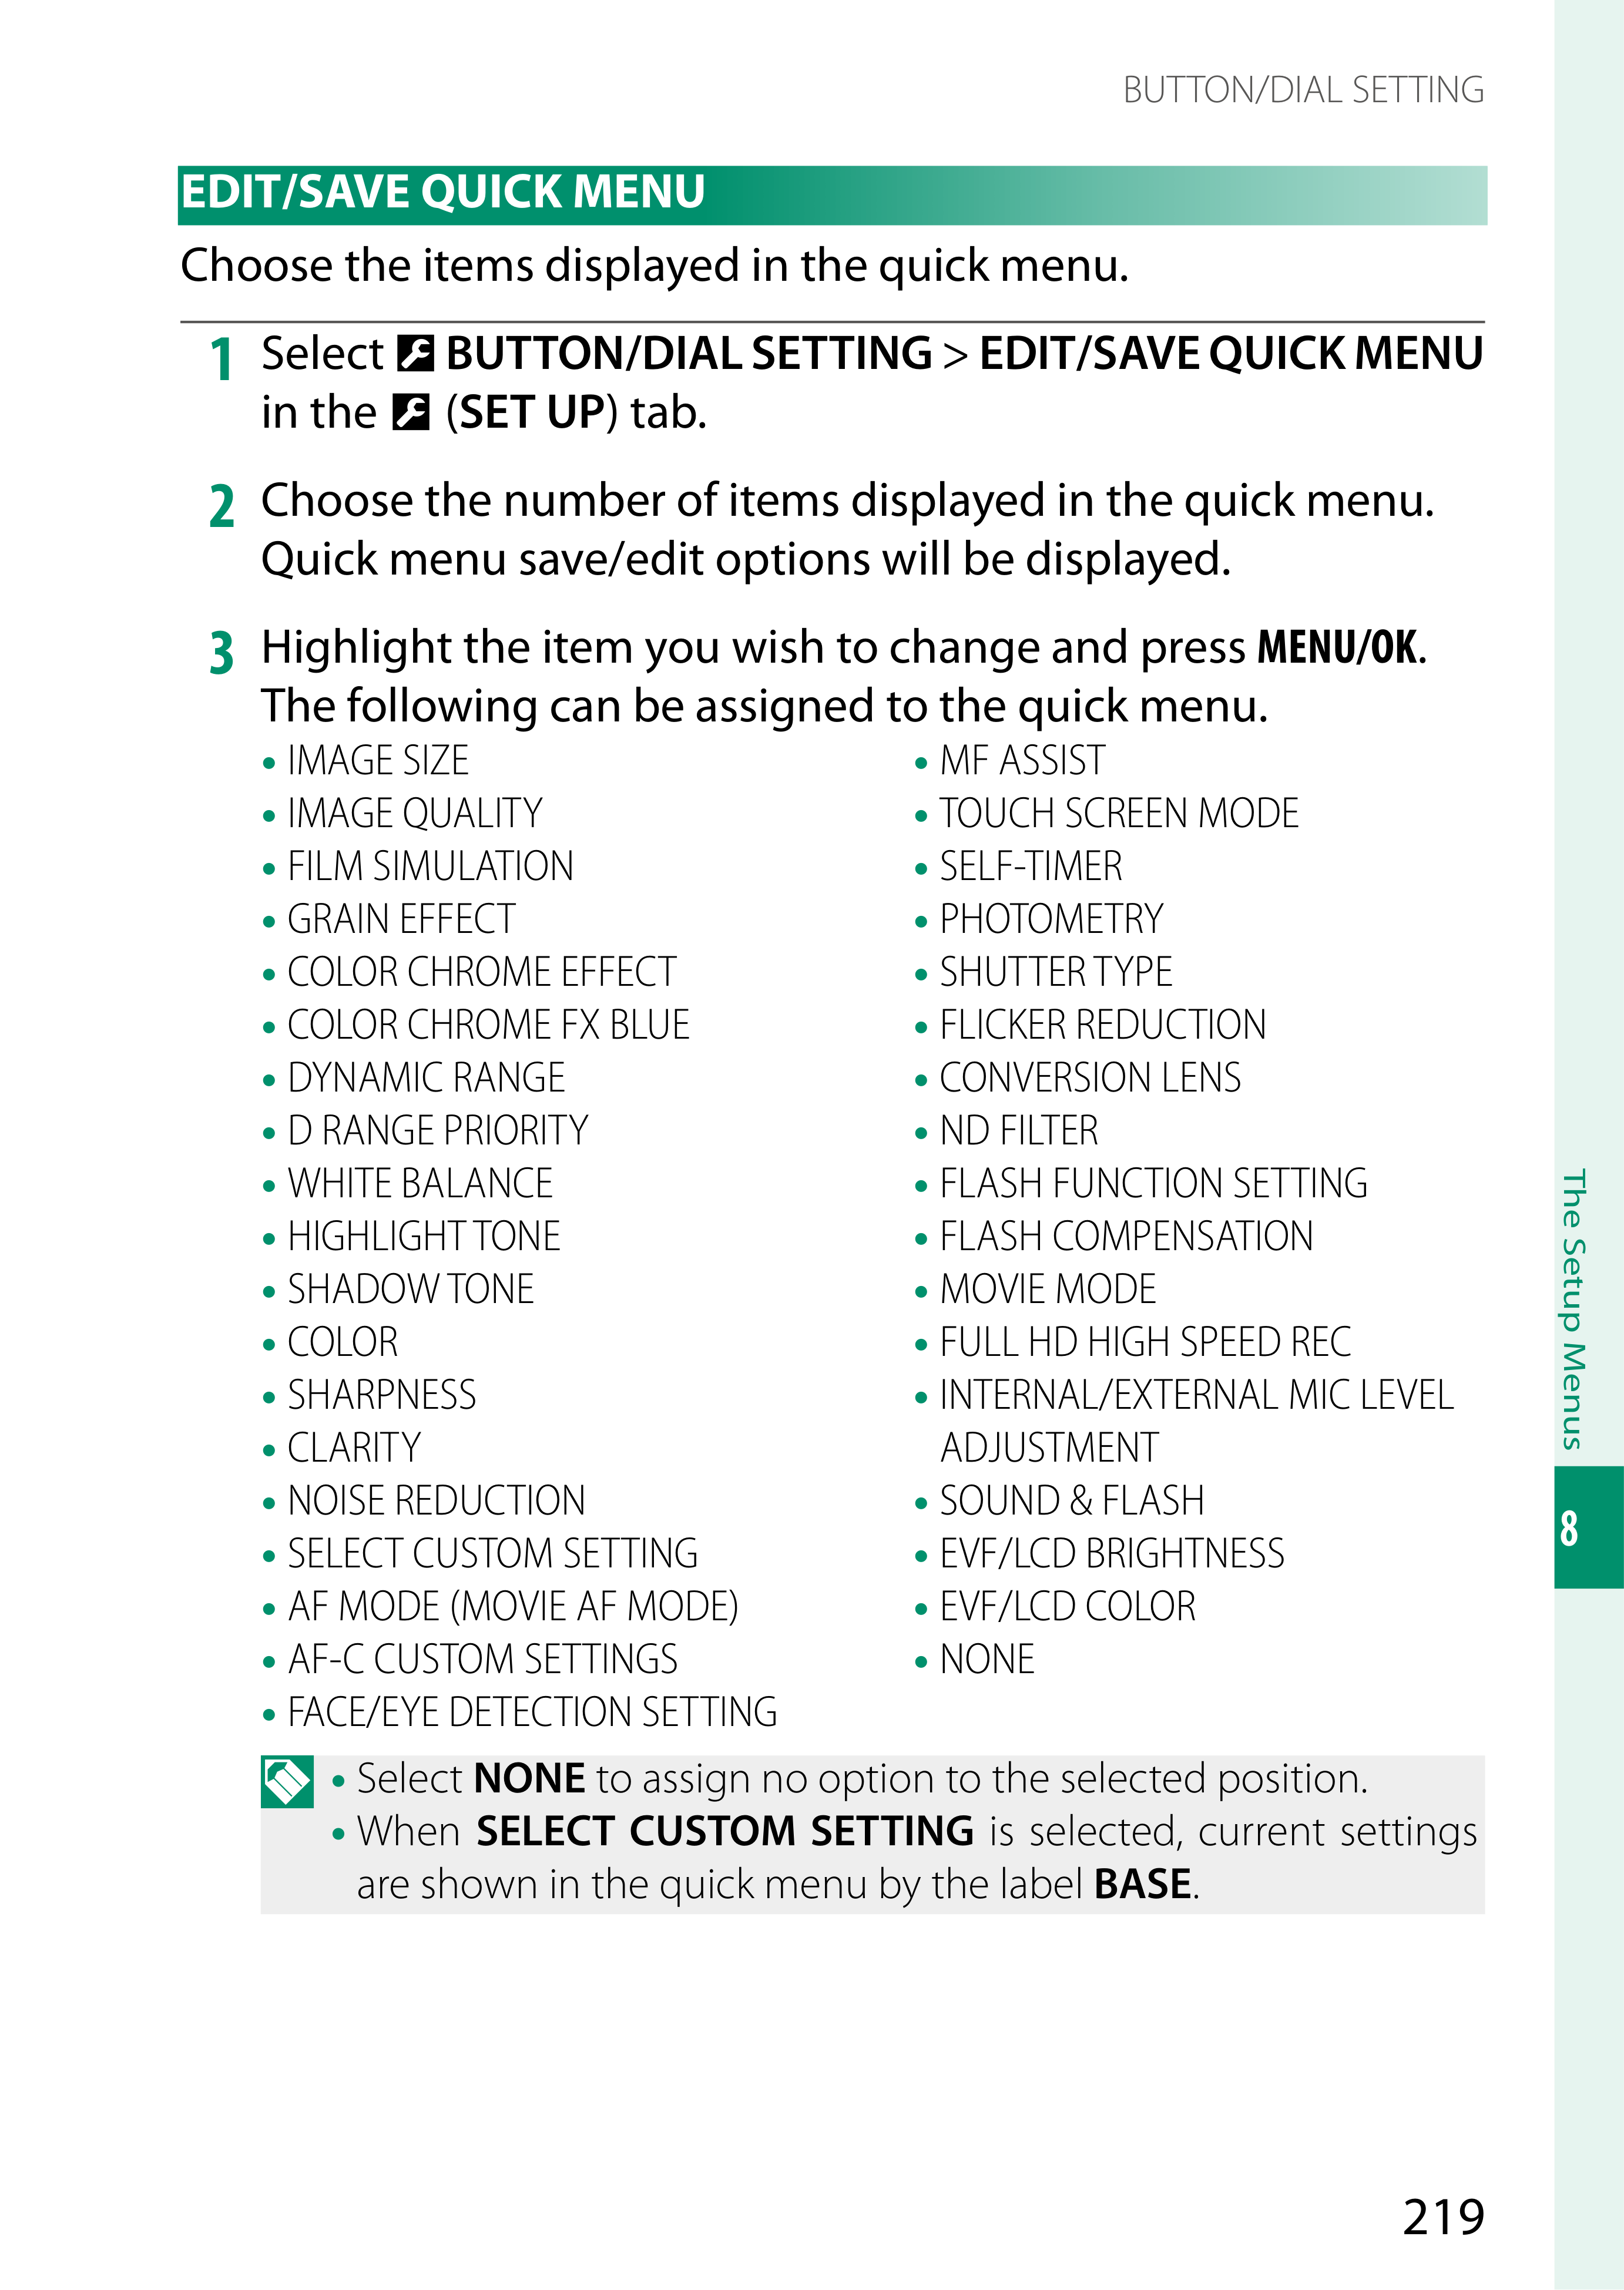 BUTTON/DIAL SETTING
EDIT/SAVE QUICK MENU
Choose the items displayed in the quick menu.
1 Select BUTTON/DIAL SETTING > EDIT/SAVE QUICK MENU
in the (SET UP) tab.
2 Choose the number of items displayed in the quick menu.
Quick menu save/edit options will be displayed.
3 Highlight the item you wish to change and press MENU/OK.
The following can be assigned to the quick menu.
• IMAGE SIZE
• IMAGE QUALITY
• FILM SIMULATION
• GRAIN EFFECT
• COLOR CHROME EFFECT
• COLOR CHROME FX BLUE
• DYNAMIC RANGE
• D RANGE PRIORITY
• WHITE BALANCE
• HIGHLIGHT TONE
• SHADOW TONE
• COLOR
• SHARPNESS
• CLARITY
• NOISE REDUCTION
• SELECT CUSTOM SETTING
• AF MODE (MOVIE AF MODE)
• AF-C CUSTOM SETTINGS
• FACE/EYE DETECTION SETTING
• MF ASSIST
• TOUCH SCREEN MODE
• SELF-TIMER
• PHOTOMETRY
• SHUTTER TYPE
• FLICKER REDUCTION
• CONVERSION LENS
• ND FILTER
• FLASH FUNCTION SETTING
• FLASH COMPENSATION
• MOVIE MODE
• FULL HD HIGH SPEED REC
• INTERNAL/EXTERNAL MIC LEVEL
ADJUSTMENT
• SOUND & FLASH
• EVF/LCD BRIGHTNESS
• EVF/LCD COLOR
• NONE
• Select NONE to assign no option to the selected position.
• When SELECT CUSTOM SETTING is selected, current settings
are shown in the quick menu by the label BASE.
The Setup Menus
8
219